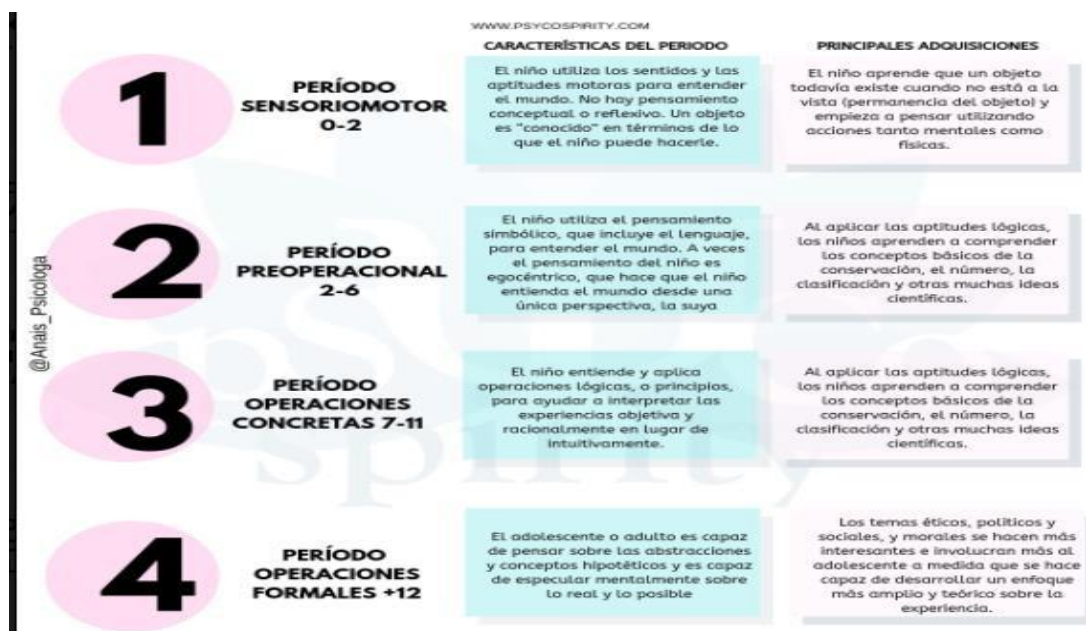 WWW.PSYCOSPIRITY.COM
CARACTERÍSTICAS DEL PERIODO
PRINCIPALES ADQUISICIONES
1
PERÍODO
SENSORIOMOTOR
0-2
El niño utiliza los sentidos y las
aptitudes motoras para entender
el mundo. No hay pensamiento
conceptual o reflexivo. Un objeto
es "conocido" en términos de lo
que el niño puede hacerle.
El niño aprende que un objeto
todavía existe cuando no está a la
vista (permanencia del objeto) y
empieza a pensar utilizando
acciones tanto mentales como
físicas.
2
PERÍODO
PREOPERACIONAL
2-6
El niño utiliza el pensamiento
simbólico, que incluye el lenguaje,
para entender el mundo. A veces
el pensamiento del niño es
egocéntrico, que hace que el niño
entienda el mundo desde una
única perspectiva, la suya
Al aplicar las aptitudes lógicas,
los niños aprenden a comprender
los conceptos básicos de la
conservación, el número, la
clasificación y otras muchas ideas
científicas.
3
PERÍODO
OPERACIONES
CONCRETAS 7-11
El niño entiende y aplica
operaciones lógicas, o principios,
para ayudar a interpretar las
experiencias objetiva y
racionalmente en lugar de
intuitivamente.
Al aplicar las aptitudes lógicas,
los niños aprenden a comprender
los conceptos básicos de la
conservación, el número, la
clasificación y otras muchas ideas
científicas.
4
PERÍODO
OPERACIONES
FORMALES +12
El adolescente o adulto es capaz
de pensar sobre las abstracciones
y conceptos hipotéticos y es capaz
de especular mentalmente sobre
lo real y lo posible
Los temas éticos, políticos y
sociales, y morales se hacen más
interesantes e involucran más al
adolescente a medida que se hace
capaz de desarrollar un enfoque
más amplio y teórico sobre la
experiencia.
@Anais_Psicologa
psyco
spirity